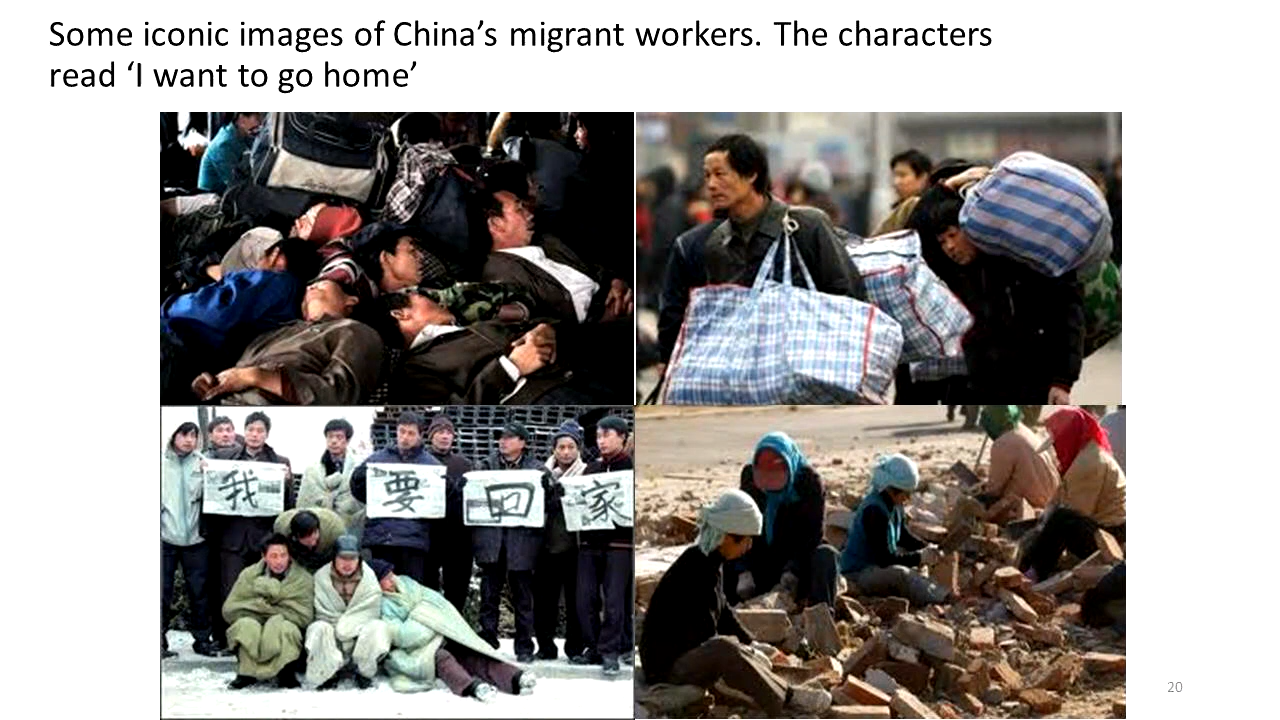 Some iconic images of China’s migrant workers. The characters
read ‘I want to go home’
我要回家
20